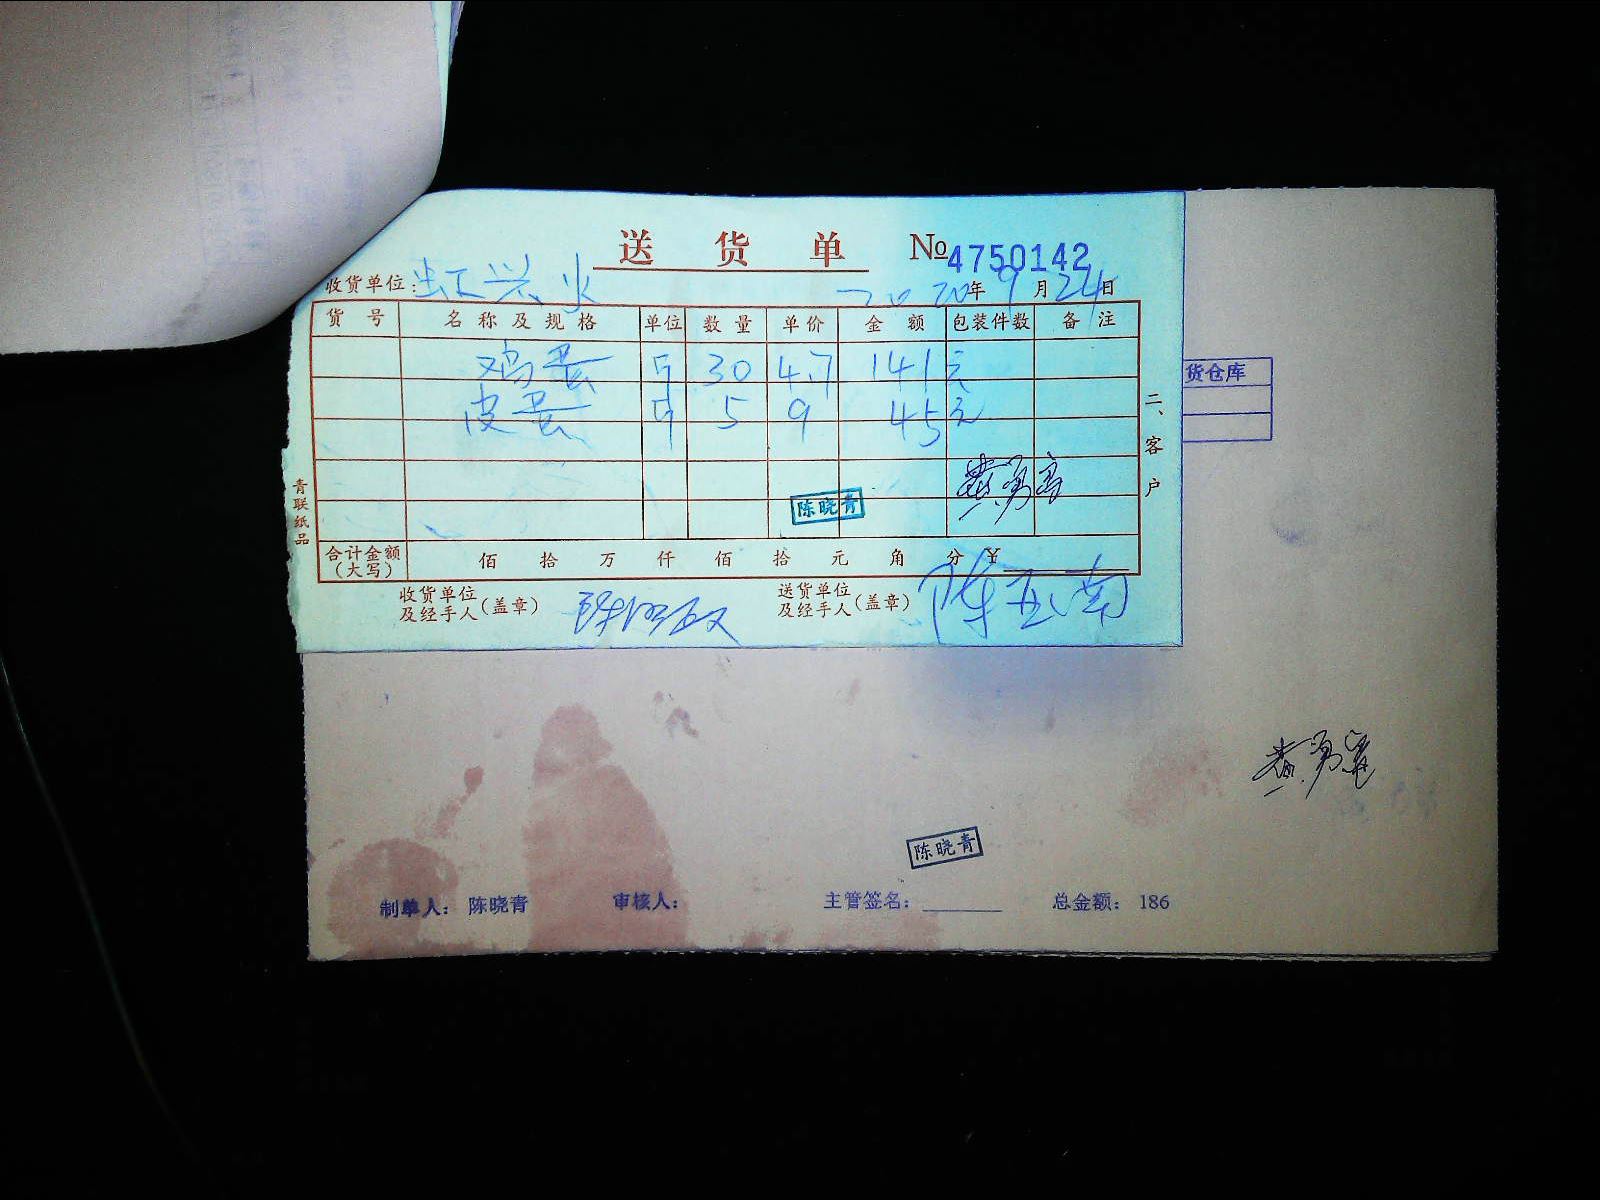 送 货 单 №4750142
收货单位: 2020年9月24日
货 号 名 称 及 规 格 单位 数 量 单 价 金 额 包装件数 备 注
鸡蛋 30 4.7 141元
皮蛋 5 9 45元
陈晓青
合计金额(大写) 佰 拾 万 仟 佰 拾 元 角 分 ¥
收货单位及经手人(盖章) 送货单位及经手人(盖章)
二、客户
青联纸品
货仓库
陈晓青
制单人: 陈晓青 审核人: 主管签名: 总金额: 186